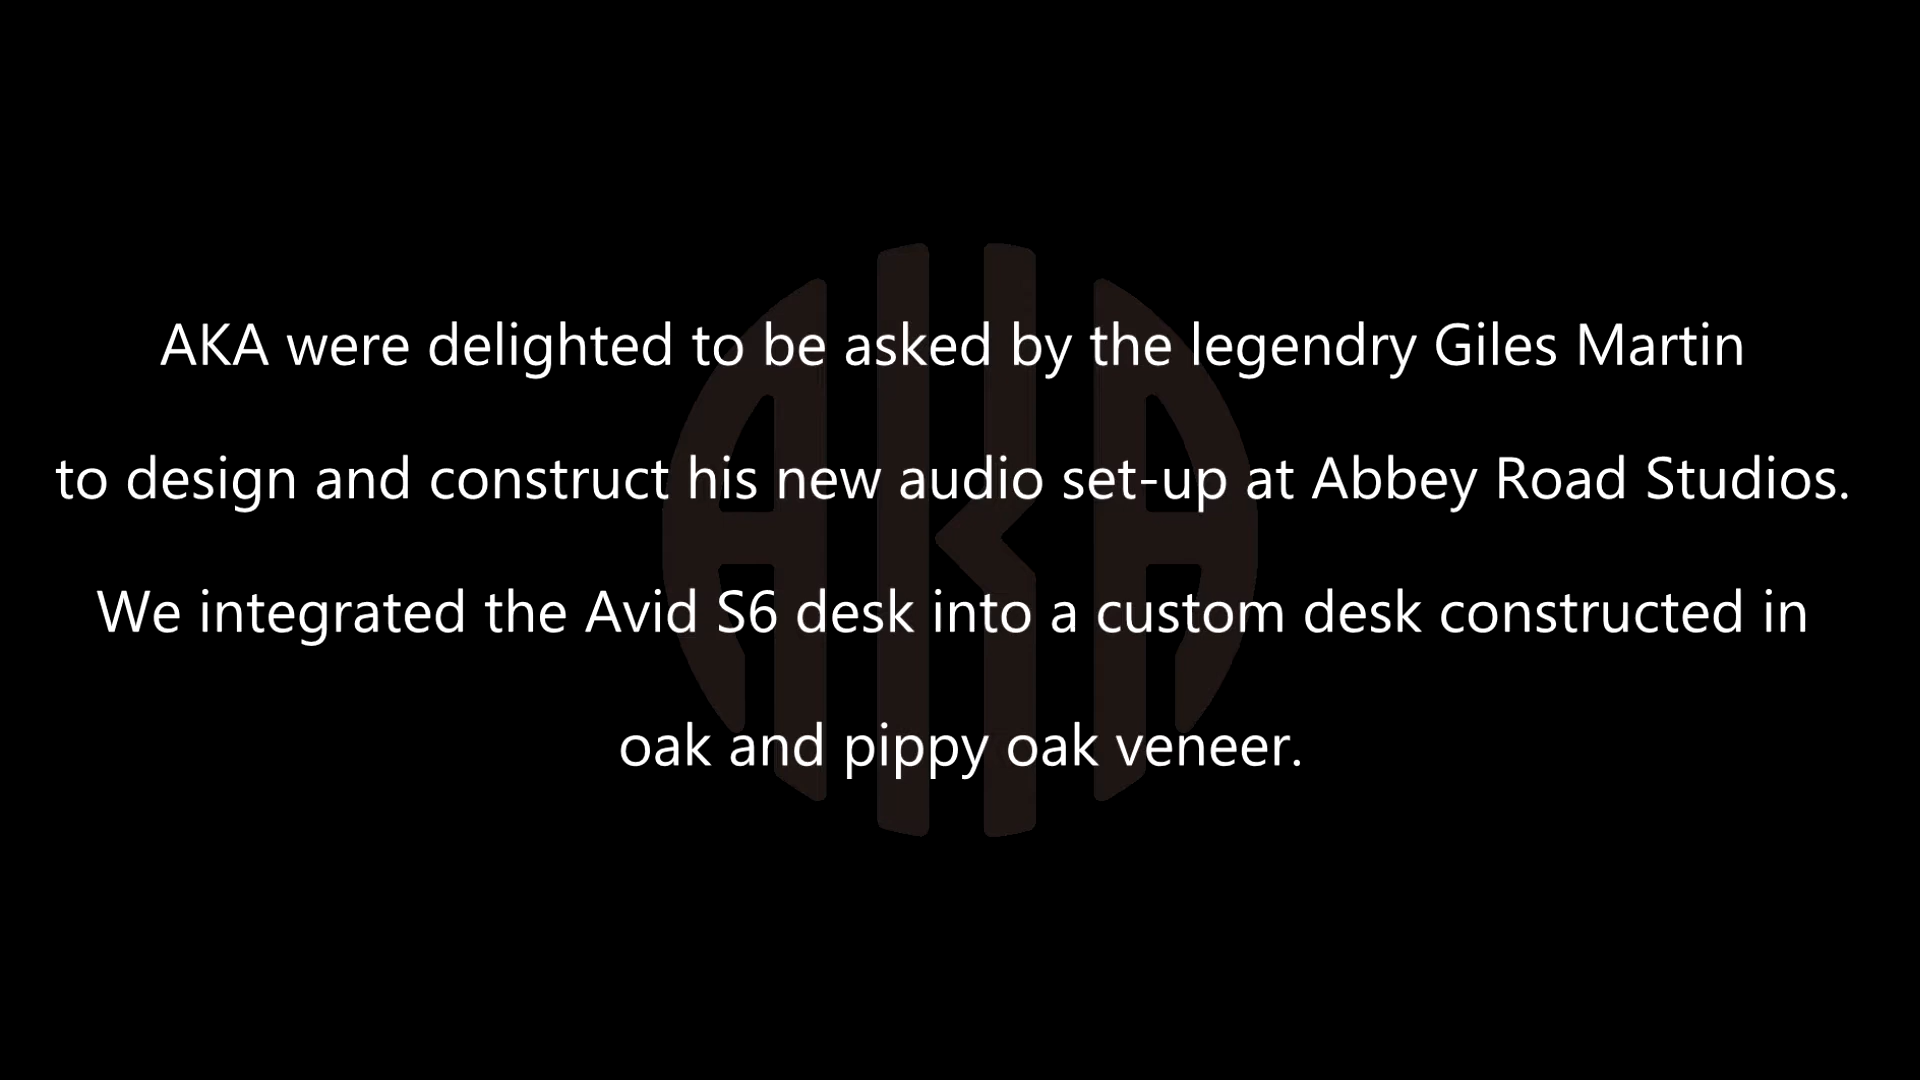 AKA were delighted to be asked by the legendry Giles Martin
to design and construct his new audio set-up at Abbey Road Studios.
We integrated the Avid S6 desk into a custom desk constructed in
oak and pippy oak veneer.
AKA